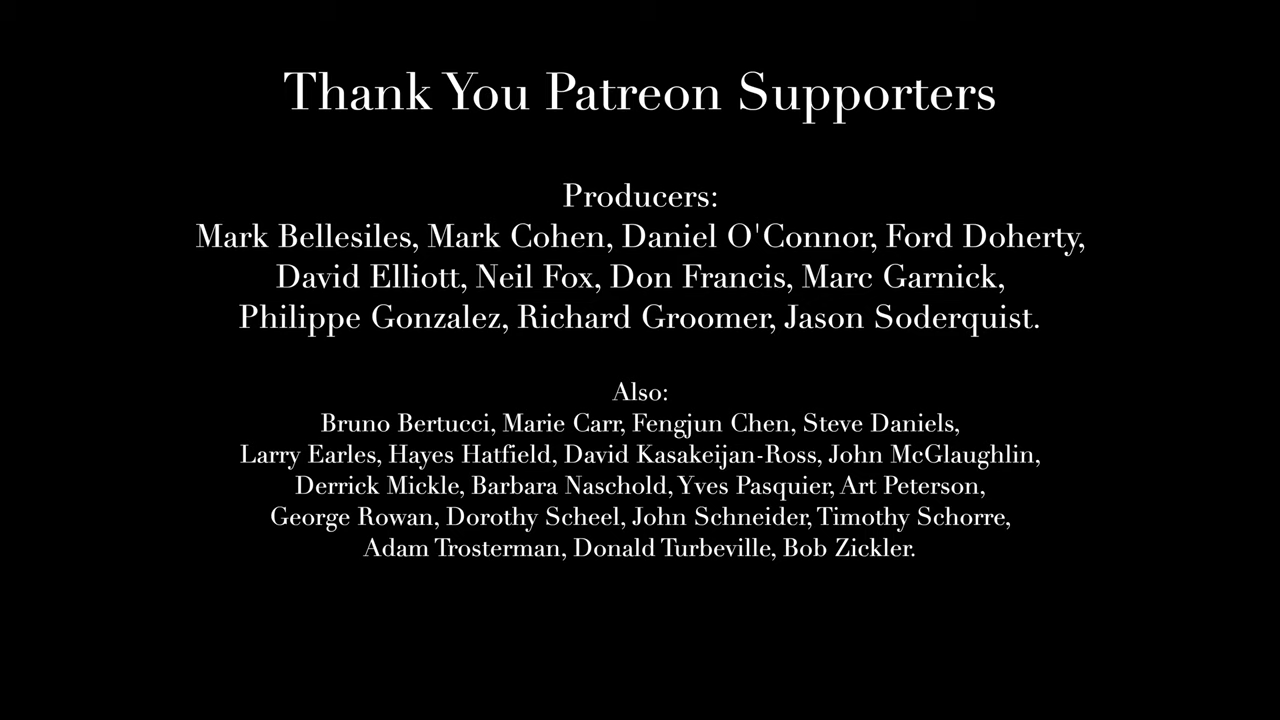 Thank You Patreon Supporters
Producers:
Mark Bellesiles, Mark Cohen, Daniel O'Connor, Ford Doherty,
David Elliott, Neil Fox, Don Francis, Marc Garnick,
Philippe Gonzalez, Richard Groomer, Jason Soderquist.
Also:
Bruno Bertucci, Marie Carr, Fengjun Chen, Steve Daniels,
Larry Earles, Hayes Hatfield, David Kasakeijan-Ross, John McGlaughlin,
Derrick Mickle, Barbara Naschold, Yves Pasquier, Art Peterson,
George Rowan, Dorothy Scheel, John Schneider, Timothy Schorre,
Adam Trosterman, Donald Turbeville, Bob Zickler.